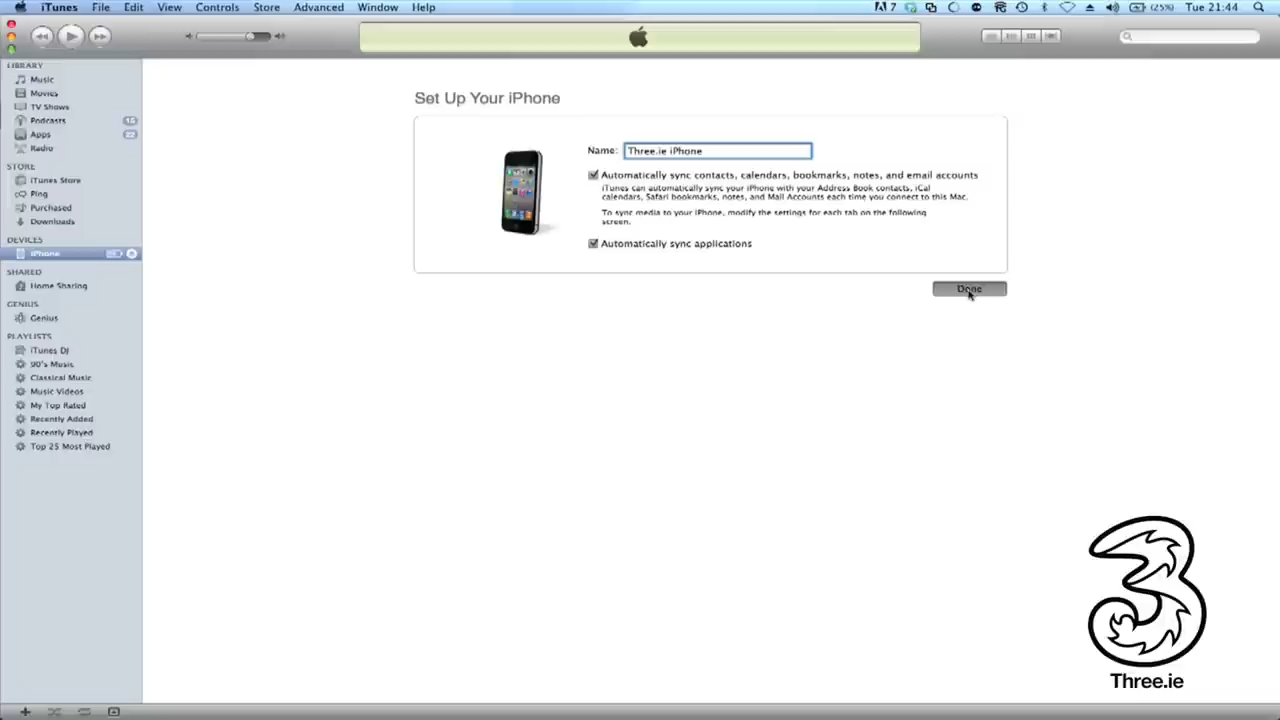 iTunes File Edit View Controls Store Advanced Window Help
7 (25%) Tue 21:44
LIBRARY
Music
Movies
TV Shows
Podcasts 15
Apps 22
Radio
STORE
iTunes Store
Ping
Purchased
Downloads
DEVICES
iPhone
SHARED
Home Sharing
GENIUS
Genius
PLAYLISTS
iTunes DJ
90's Music
Classical Music
Music Videos
My Top Rated
Recently Added
Recently Played
Top 25 Most Played
Set Up Your iPhone
Name: Three.ie iPhone
Automatically sync contacts, calendars, bookmarks, notes, and email accounts
iTunes can automatically sync your iPhone with your Address Book contacts, iCal
calendars, Safari bookmarks, notes, and Mail Accounts each time you connect to this Mac.
To sync media to your iPhone, modify the settings for each tab on the following
screen.
Automatically sync applications
Done
3
Three.ie